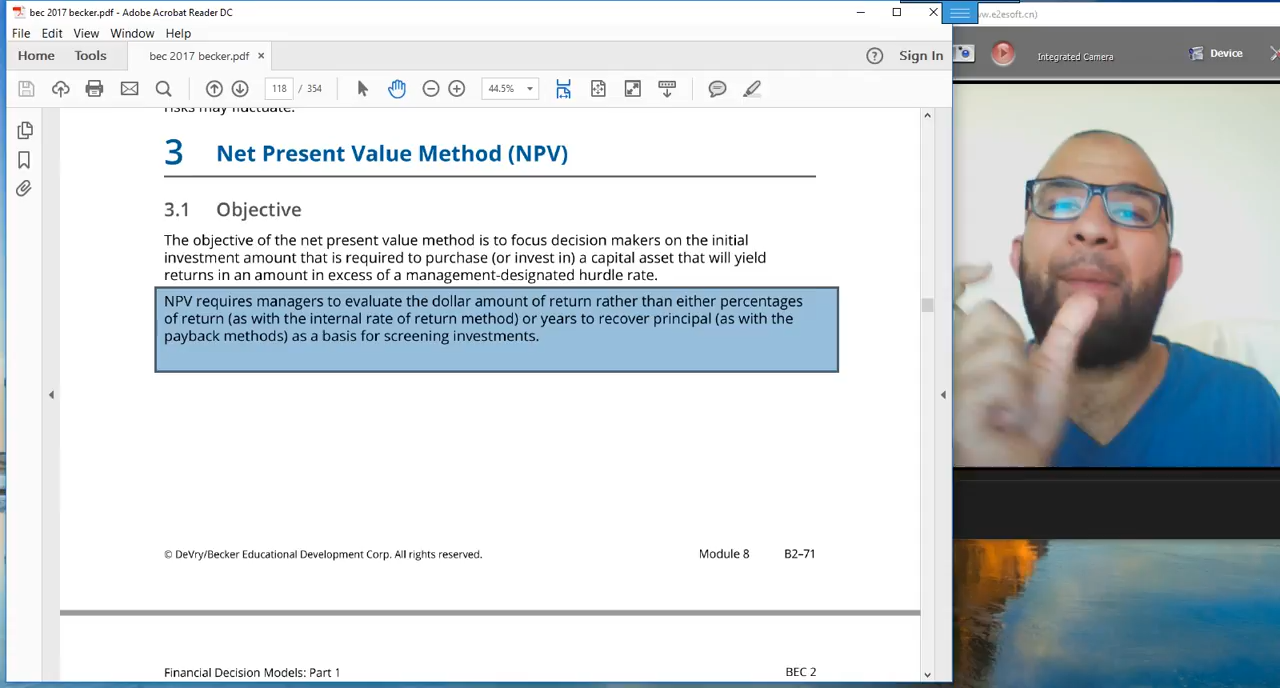 bec 2017 becker.pdf - Adobe Acrobat Reader DC
ww.e2esoft.cn)
File Edit View Window Help
Home Tools bec 2017 becker.pdf × Sign In
Integrated Camera
Device
118 / 354
44.5%
risks may fluctuate.
3 Net Present Value Method (NPV)
3.1 Objective
The objective of the net present value method is to focus decision makers on the initial
investment amount that is required to purchase (or invest in) a capital asset that will yield
returns in an amount in excess of a management-designated hurdle rate.
NPV requires managers to evaluate the dollar amount of return rather than either percentages
of return (as with the internal rate of return method) or years to recover principal (as with the
payback methods) as a basis for screening investments.
© DeVry/Becker Educational Development Corp. All rights reserved. Module 8 B2–71
Financial Decision Models: Part 1 BEC 2